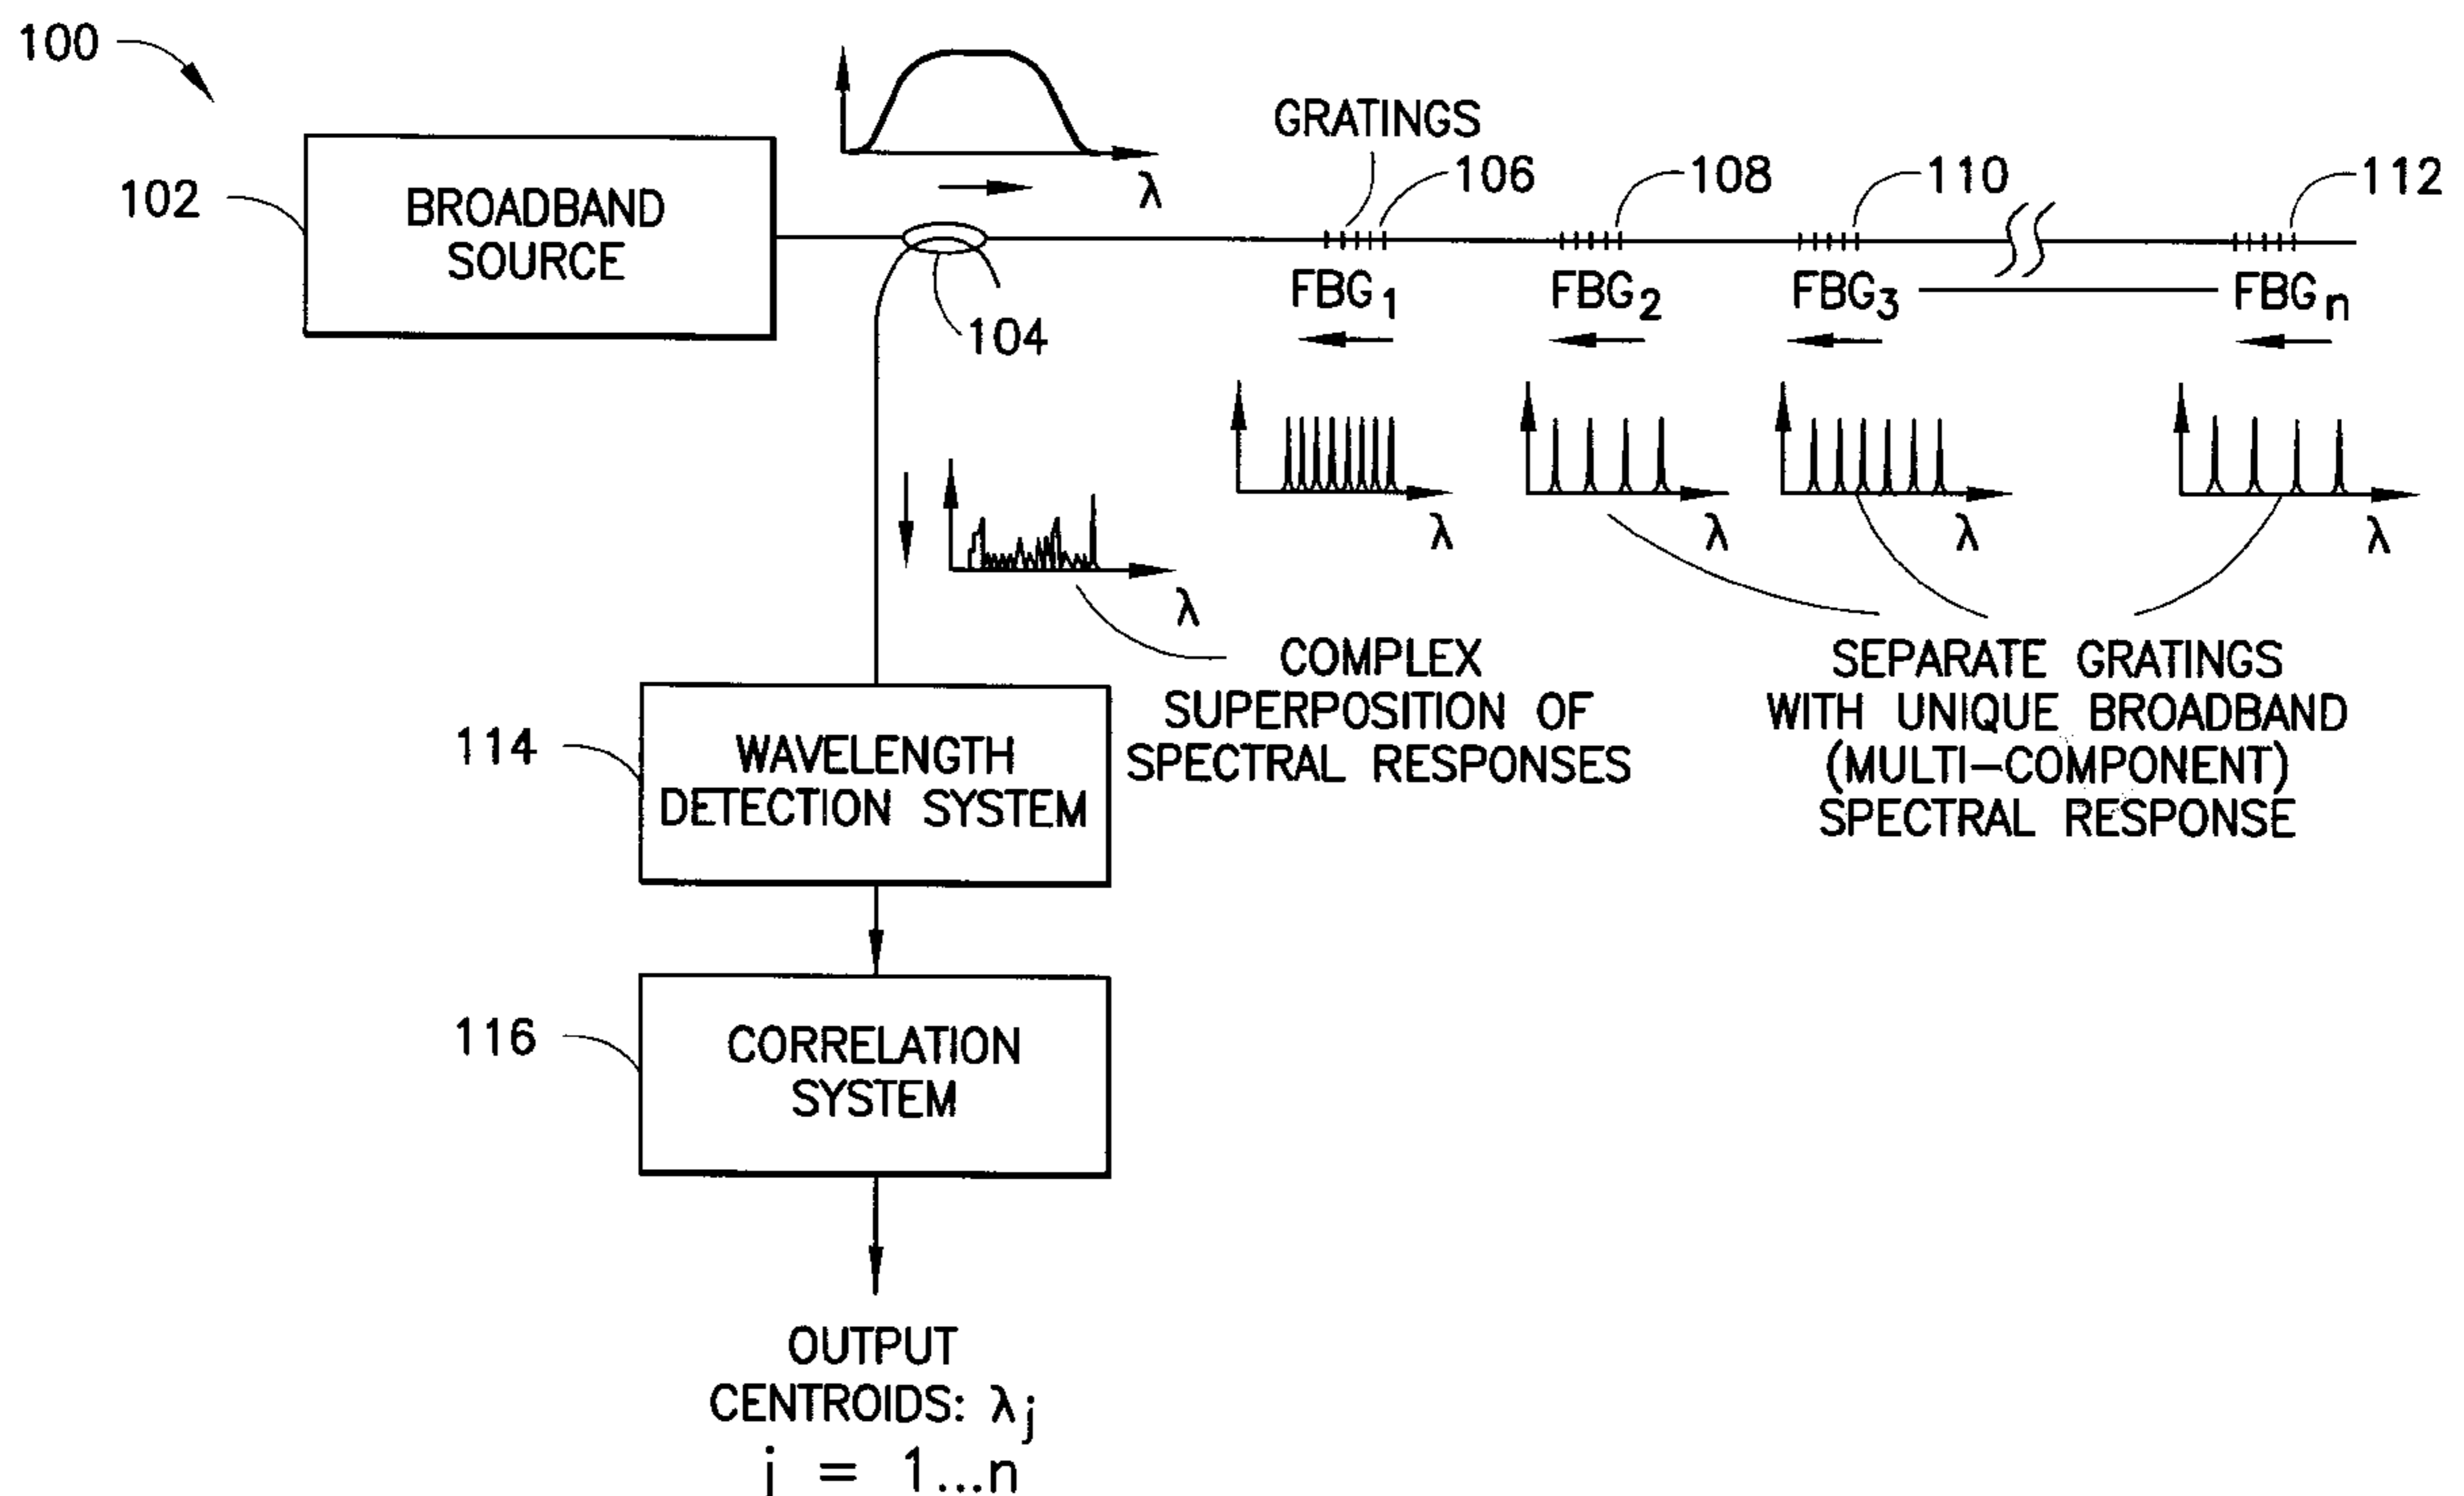 100
102
BROADBAND
SOURCE
λ
104
GRATINGS
106
108
110
112
FBG1
FBG2
FBG3
FBGn
λ
λ
λ
λ
λ
COMPLEX
SUPERPOSITION OF
SPECTRAL RESPONSES
SEPARATE GRATINGS
WITH UNIQUE BROADBAND
(MULTI-COMPONENT)
SPECTRAL RESPONSE
114
WAVELENGTH
DETECTION SYSTEM
116
CORRELATION
SYSTEM
OUTPUT
CENTROIDS: λj
j = 1...n